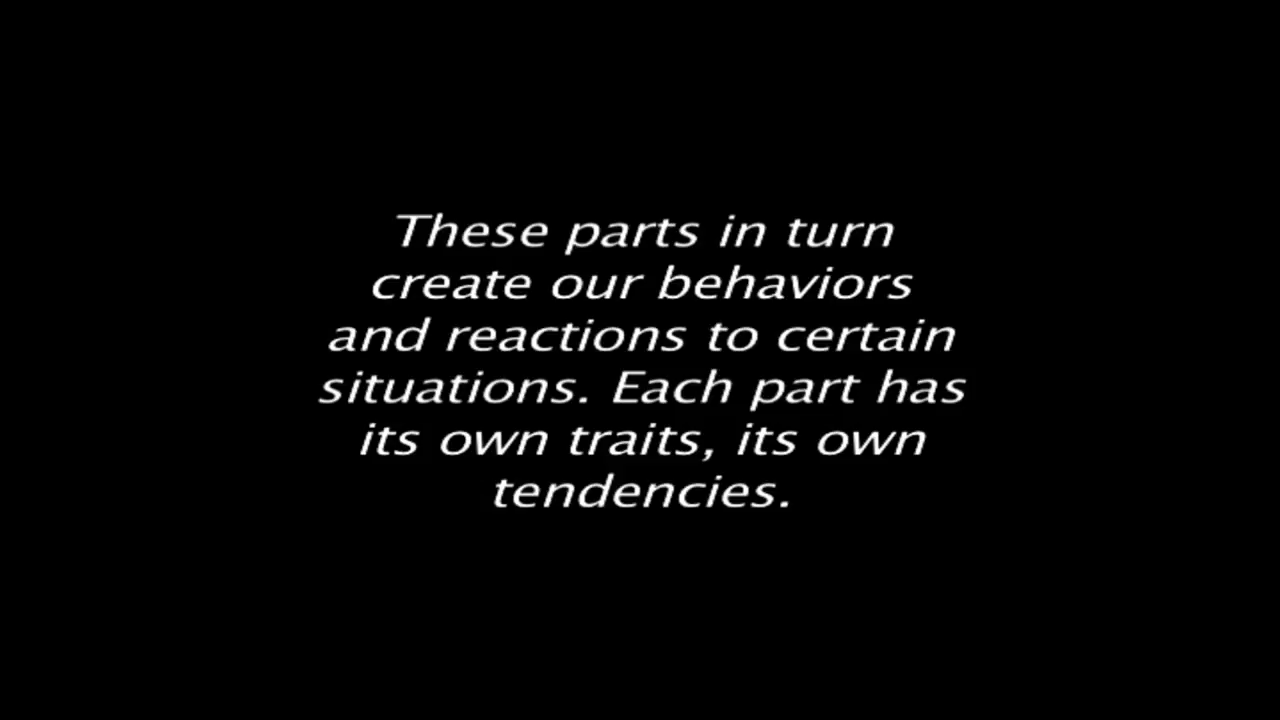 These parts in turn
create our behaviors
and reactions to certain
situations. Each part has
its own traits, its own
tendencies.